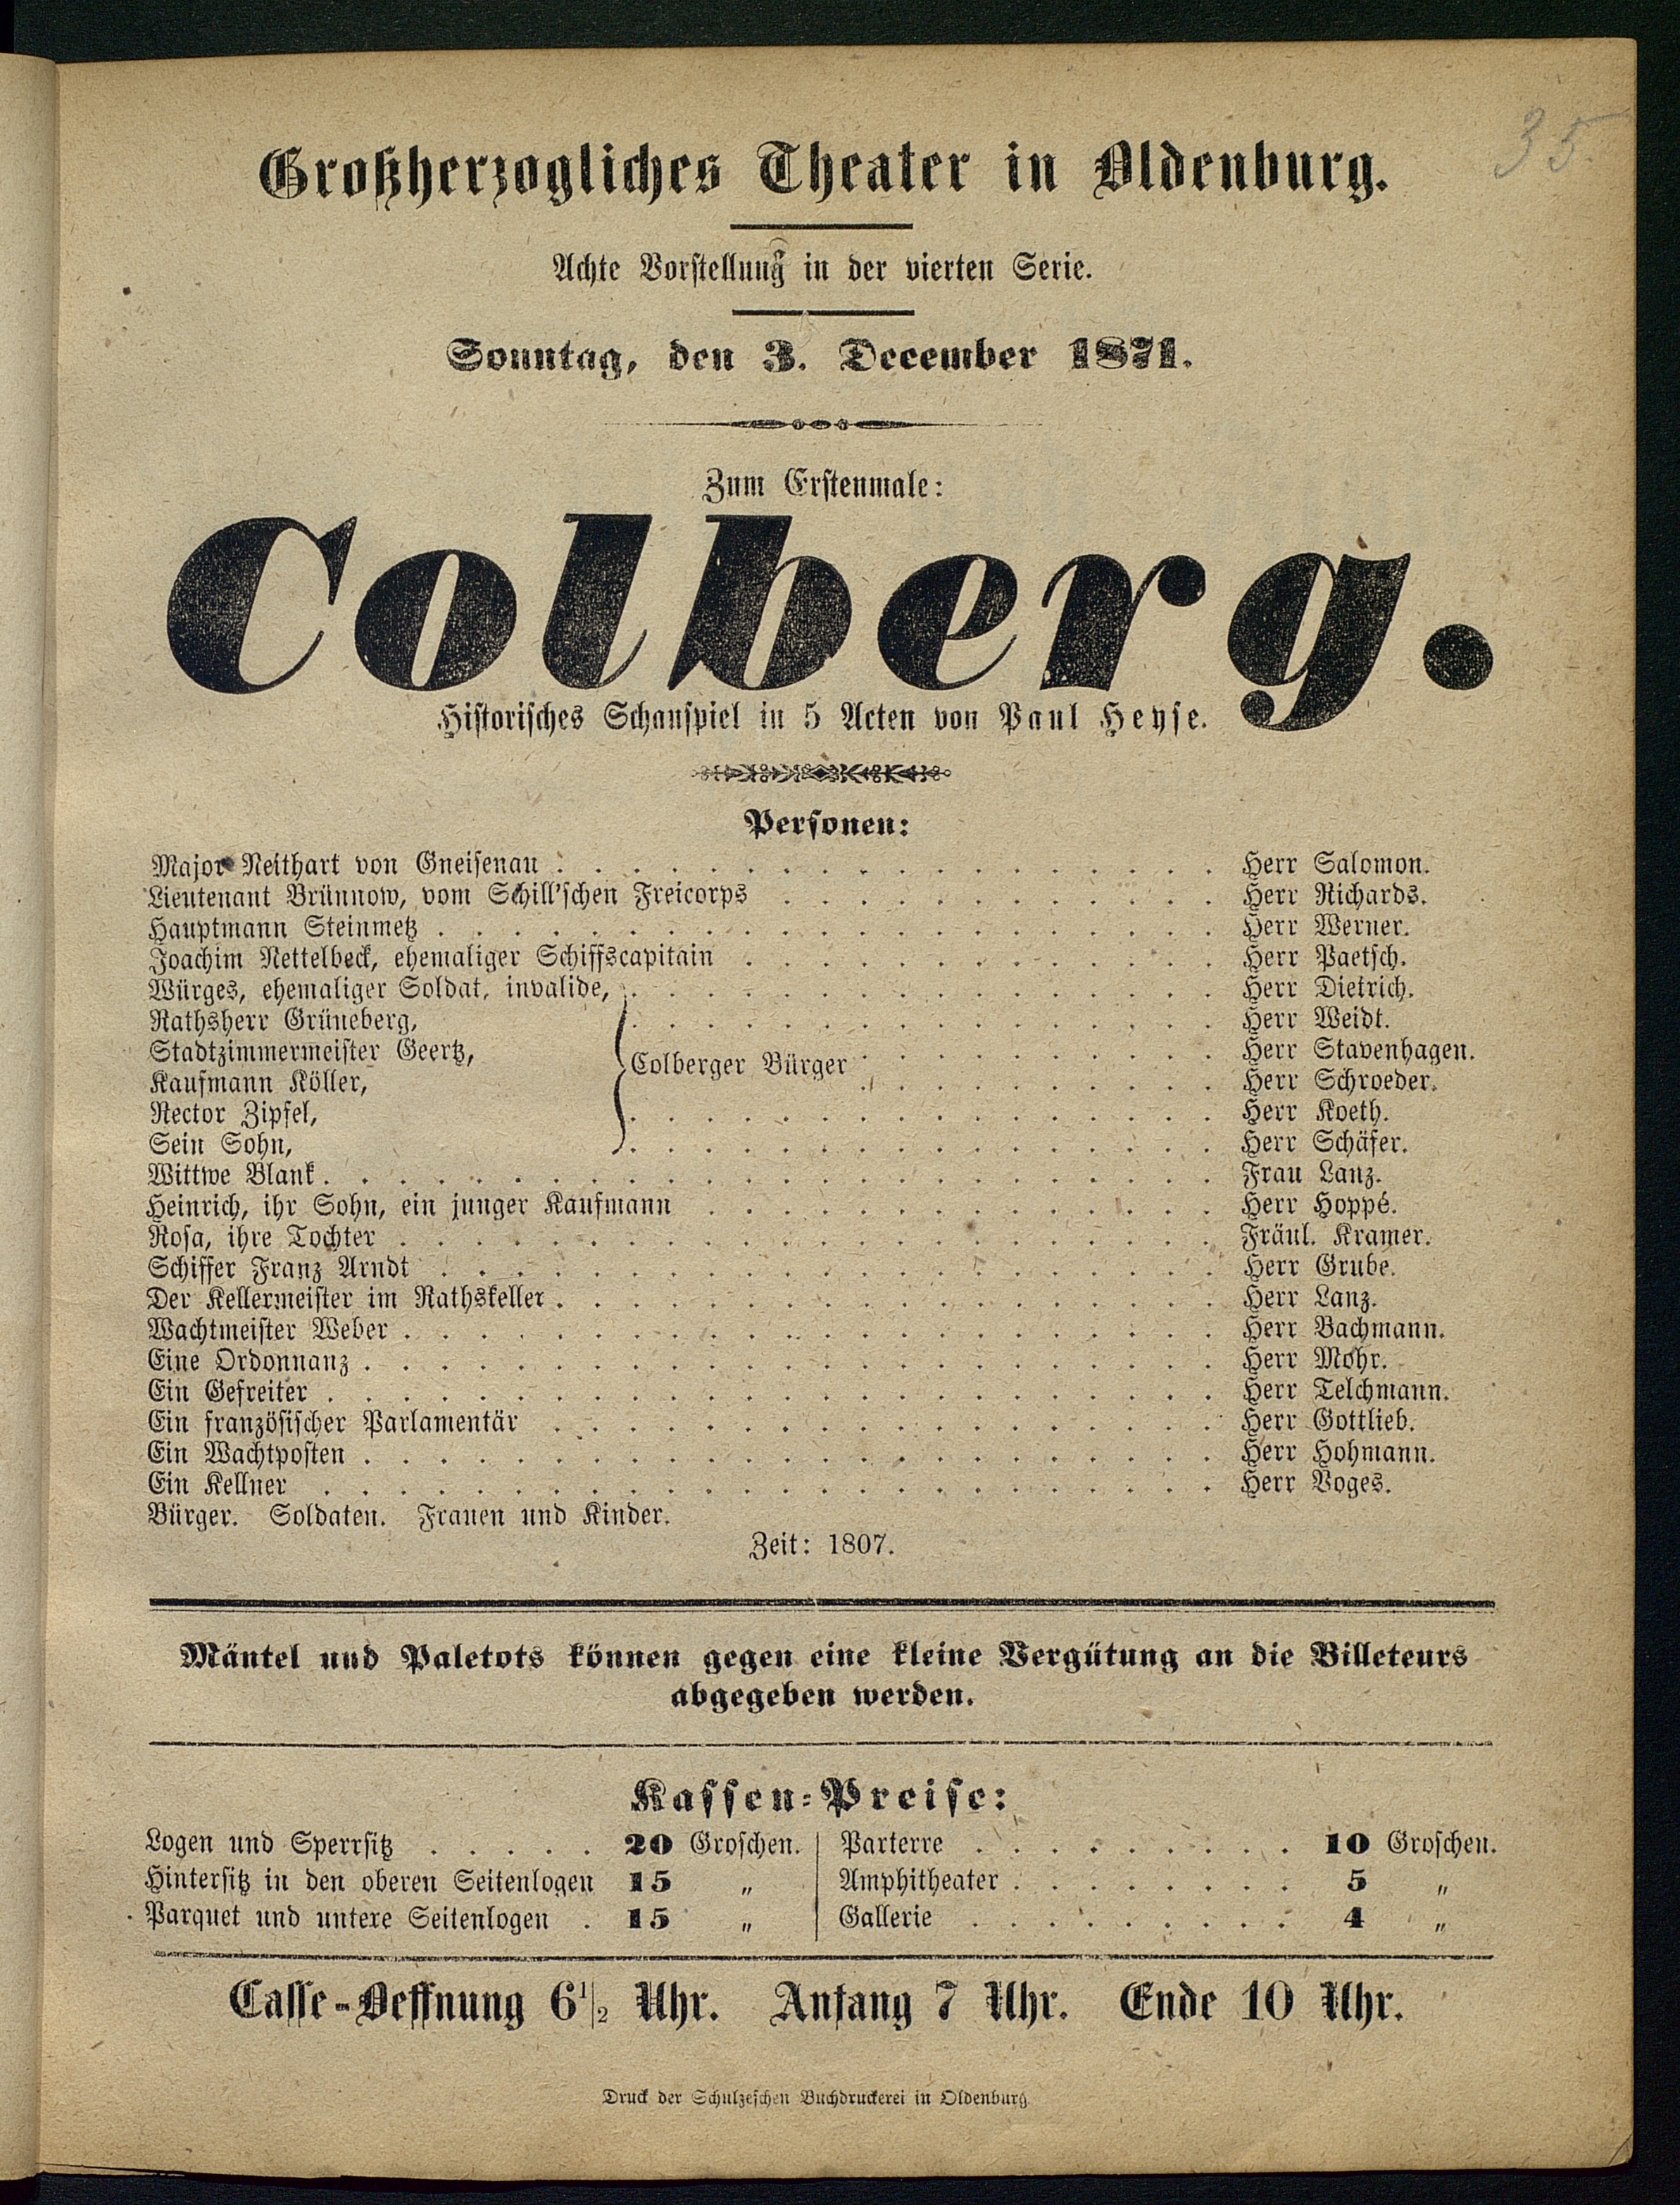 35.
Großherzogliches Theater in Oldenburg.
Achte Vorstellung in der vierten Serie.
Sonntag, den 3. December 1871.
Zum Erstenmale:
Colberg.
Historisches Schauspiel in 5 Acten von Paul Heyse.
Personen:
Major Neithart von Gneisenau . . . . . Herr Salomon.
Lieutenant Brünnow, vom Schill'schen Freicorps . . . . . Herr Richards.
Hauptmann Steinmetz . . . . . Herr Werner.
Joachim Nettelbeck, ehemaliger Schiffscapitain . . . . . Herr Paetsch.
Würges, ehemaliger Soldat, invalide, . . . . . Herr Dietrich.
Rathsherr Grüneberg, . . . . . Herr Weidt.
Stadtzimmermeister Geertz, . . . . . Herr Stavenhagen.
Colberger Bürger
Kaufmann Köller, . . . . . Herr Schroeder.
Rector Zipfel, . . . . . Herr Koeth.
Sein Sohn, . . . . . Herr Schäfer.
Wittwe Blank . . . . . Frau Lanz.
Heinrich, ihr Sohn, ein junger Kaufmann . . . . . Herr Hoppé.
Rosa, ihre Tochter . . . . . Fräul. Kramer.
Schiffer Franz Arndt . . . . . Herr Grube.
Der Kellermeister im Rathskeller . . . . . Herr Lanz.
Wachtmeister Weber . . . . . Herr Bachmann.
Eine Ordonnanz . . . . . Herr Mohr.
Ein Gefreiter . . . . . Herr Telchmann.
Ein französischer Parlamentär . . . . . Herr Gottlieb.
Ein Wachtposten . . . . . Herr Hohmann.
Ein Kellner . . . . . Herr Voges.
Bürger. Soldaten. Frauen und Kinder.
Zeit: 1807.
Mäntel und Paletots können gegen eine kleine Vergütung an die Billeteurs
abgegeben werden.
Kassen-Preise:
Logen und Sperrsitz . . . . . 20 Groschen. Parterre . . . . . 10 Groschen.
Hintersitz in den oberen Seitenlogen 15 „ Amphitheater . . . . . 5 „
Parquet und untere Seitenlogen . 15 „ Gallerie . . . . . 4 „
Casse-Oeffnung 6 1/2 Uhr. Anfang 7 Uhr. Ende 10 Uhr.
Druck der Schulzeschen Buchdruckerei in Oldenburg.